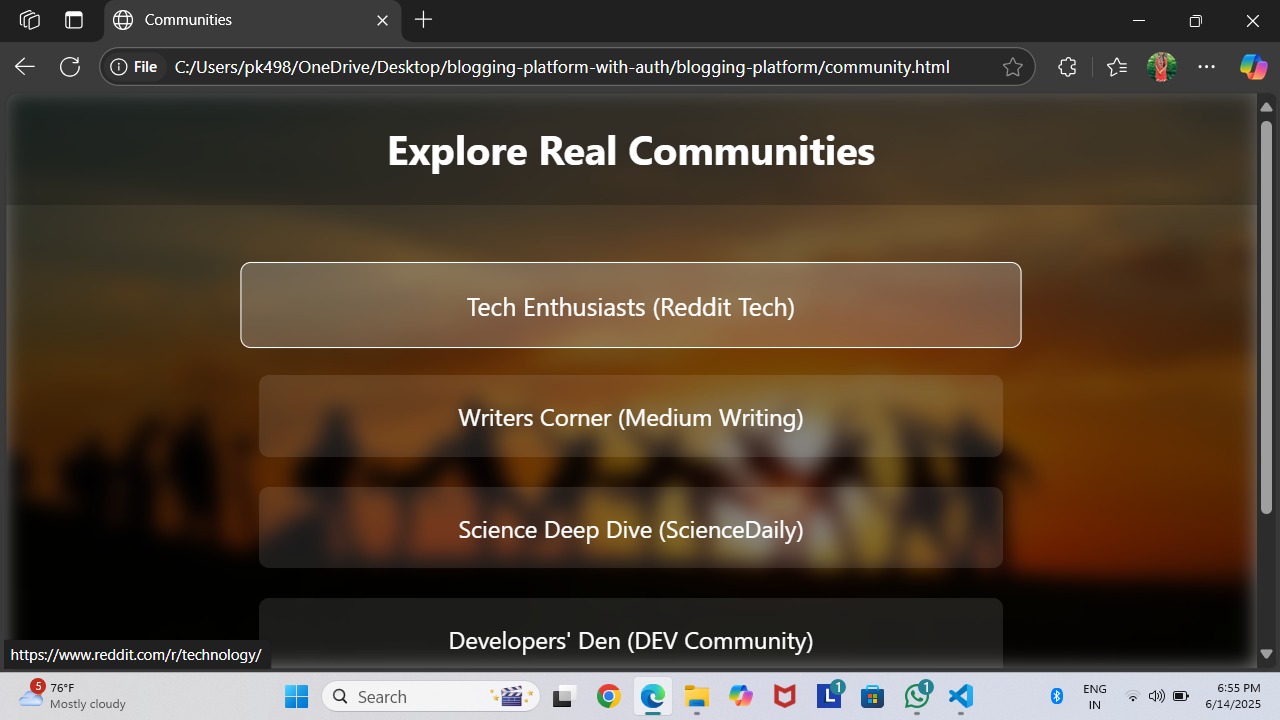 Communities
File
C:/Users/pk498/OneDrive/Desktop/blogging-platform-with-auth/blogging-platform/community.html
Explore Real Communities
Tech Enthusiasts (Reddit Tech)
Writers Corner (Medium Writing)
Science Deep Dive (ScienceDaily)
Developers' Den (DEV Community)
https://www.reddit.com/r/technology/
5
76°F
Mostly cloudy
Search
L
1
1
ENG
IN
6:55 PM
6/14/2025